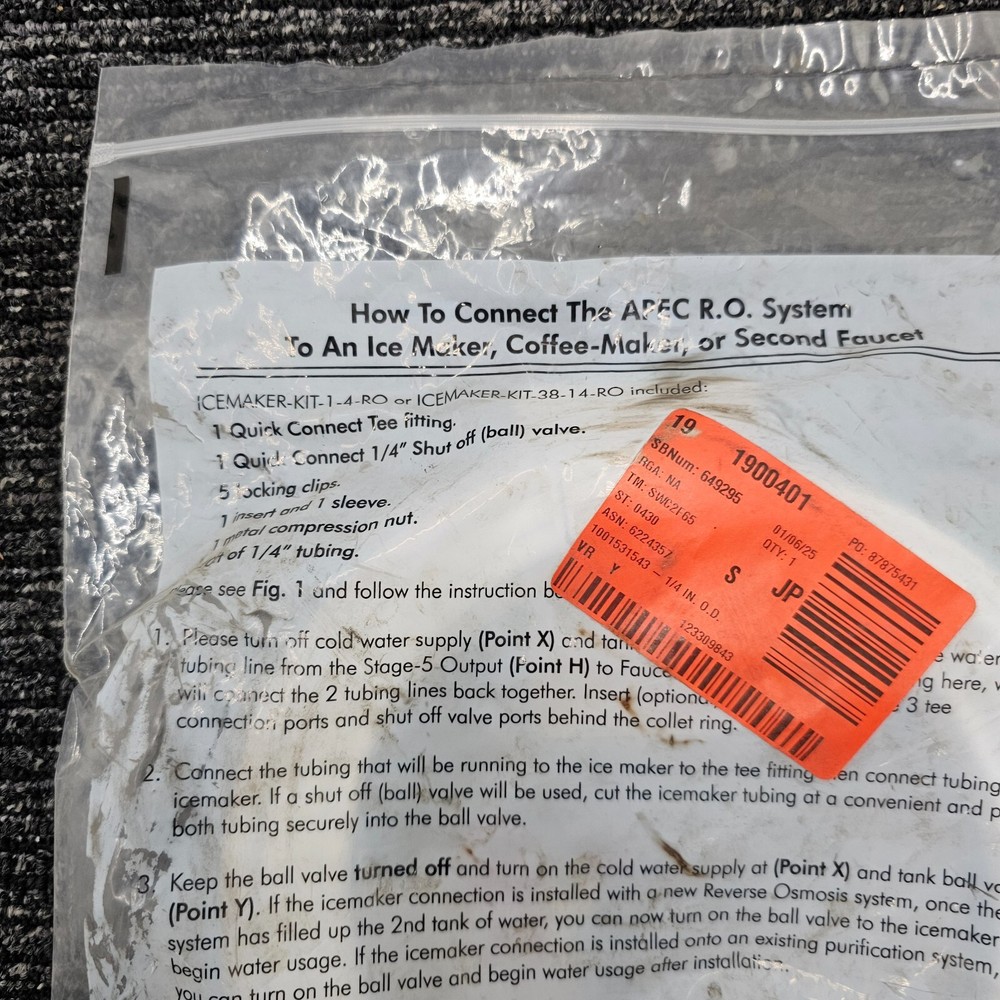 How To Connect The APEC R.O. System
To An Ice Maker, Coffee-Maker, or Second Faucet
ICEMAKER-KIT-1-4-RO or ICEMAKER-KIT-38-14-RO included:
1 Quick Connect Tee fitting.
1 Quick Connect 1/4" Shut off (ball) valve.
5 locking clips.
1 insert and 1 sleeve.
1 metal compression nut.
of 1/4" tubing.
see Fig. 1 and follow the instruction
19
1900401
SBNum: 649295
RGA: NA
TM:
ST: 0430
ASN: 6224357
1001531543 – 1/4 IN. O.D.
VR Y
01/06/25
QTY: 1
S JP
PO: 87875431
123309843
1. Please turn off cold water supply (Point X) and
tubing line from the Stage-5 Output (Point H) to
here,
will connect the 2 tubing lines back together. Insert
3 tee
connection ports and shut off valve ports behind the collet ring.
2. Connect the tubing that will be running to the ice maker to the tee fitting connect tubing
icemaker. If a shut off (ball) valve will be used, cut the icemaker tubing at a convenient and
both tubing securely into the ball valve.
3. Keep the ball valve turned off and turn on the cold water supply at (Point X) and tank ball
(Point Y). If the icemaker connection is installed with a new Reverse Osmosis system, once the
system has filled up the 2nd tank of water, you can now turn on the ball valve to the icemaker
begin water usage. If the icemaker connection is installed onto an existing purification system,
you can turn on the ball valve and begin water usage after installation.